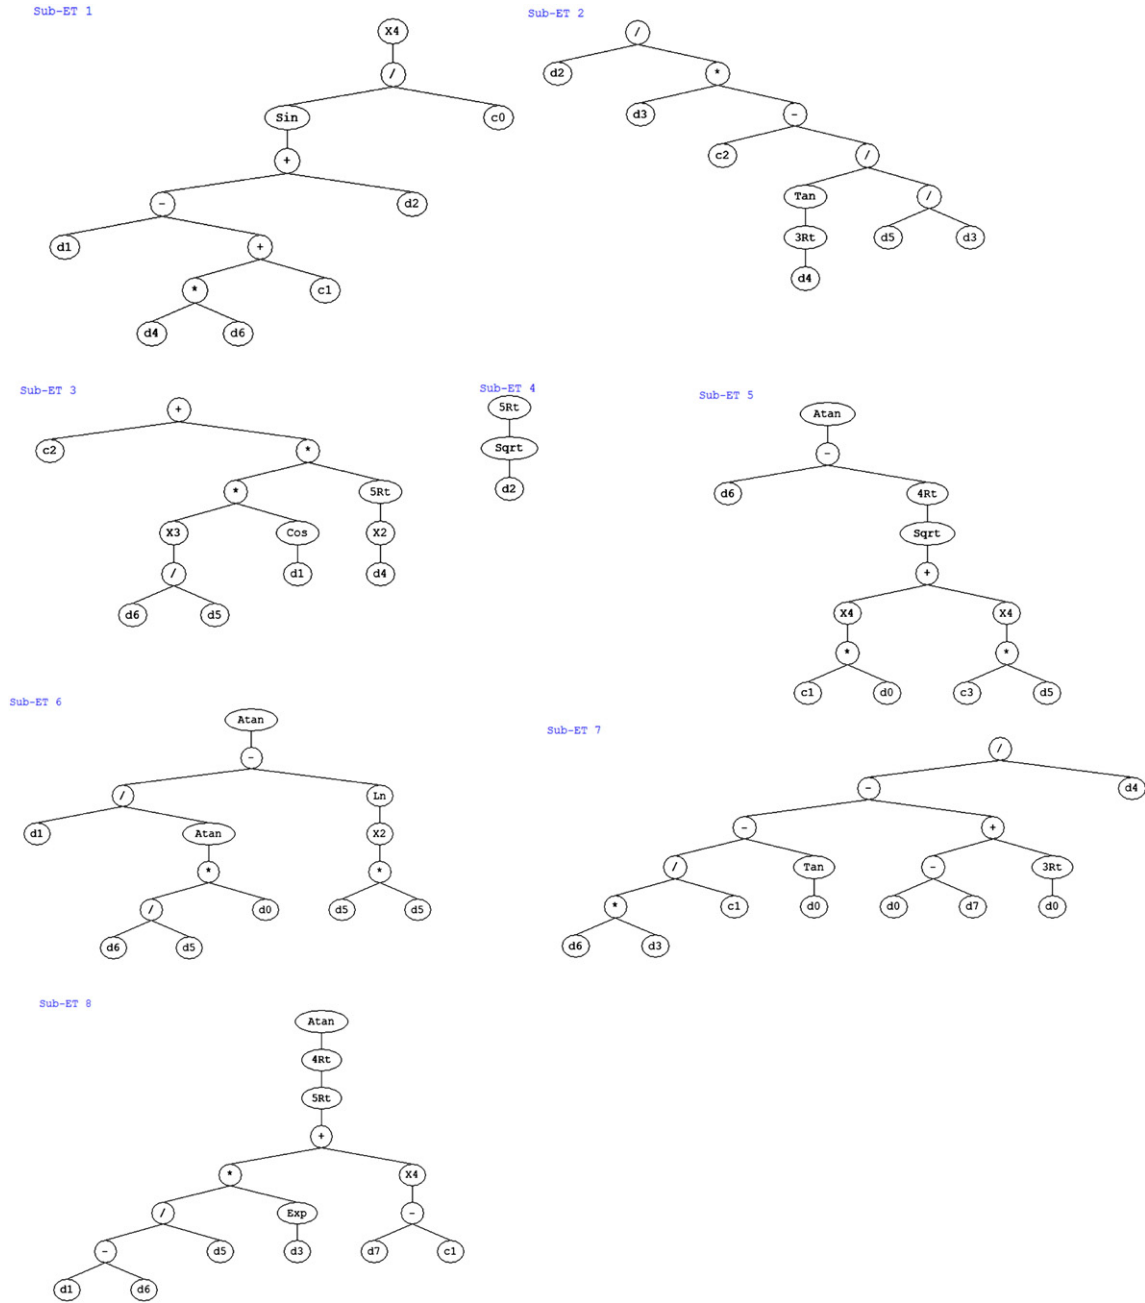 Sub-ET 1
X4
/
Sin
c0
+
-
d2
d1
+
*
c1
d4
d6
Sub-ET 2
/
d2
*
d3
-
c2
/
Tan
/
3Rt
d5
d3
d4
Sub-ET 3
+
c2
*
*
5Rt
X3
Cos
X2
/
d1
d4
d6
d5
Sub-ET 4
5Rt
Sqrt
d2
Sub-ET 5
Atan
-
d6
4Rt
Sqrt
+
X4
X4
*
*
c1
d0
c3
d5
Sub-ET 6
Atan
-
/
Ln
d1
Atan
X2
*
*
/
d0
d5
d5
d6
d5
Sub-ET 7
/
-
d4
-
+
/
Tan
-
3Rt
*
c1
d0
d0
d7
d0
d6
d3
Sub-ET 8
Atan
4Rt
5Rt
+
*
X4
/
Exp
-
-
d5
d3
d7
c1
d1
d6